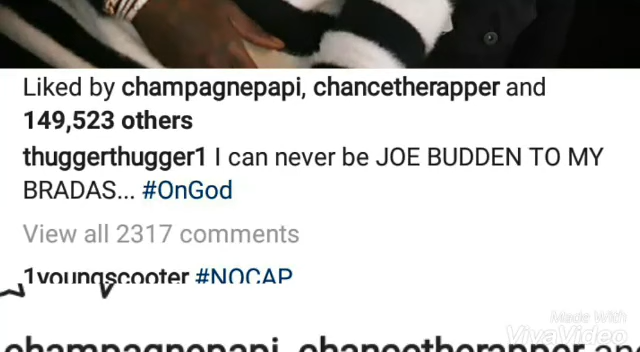 Liked by champagnepapi, chancetherapper and
149,523 others
thuggerthugger1 I can never be JOE BUDDEN TO MY
BRADAS... #OnGod
View all 2317 comments
1youngscooter #NOCAP
Made With
VivaVideo
champagnepapi, chancetherapper and